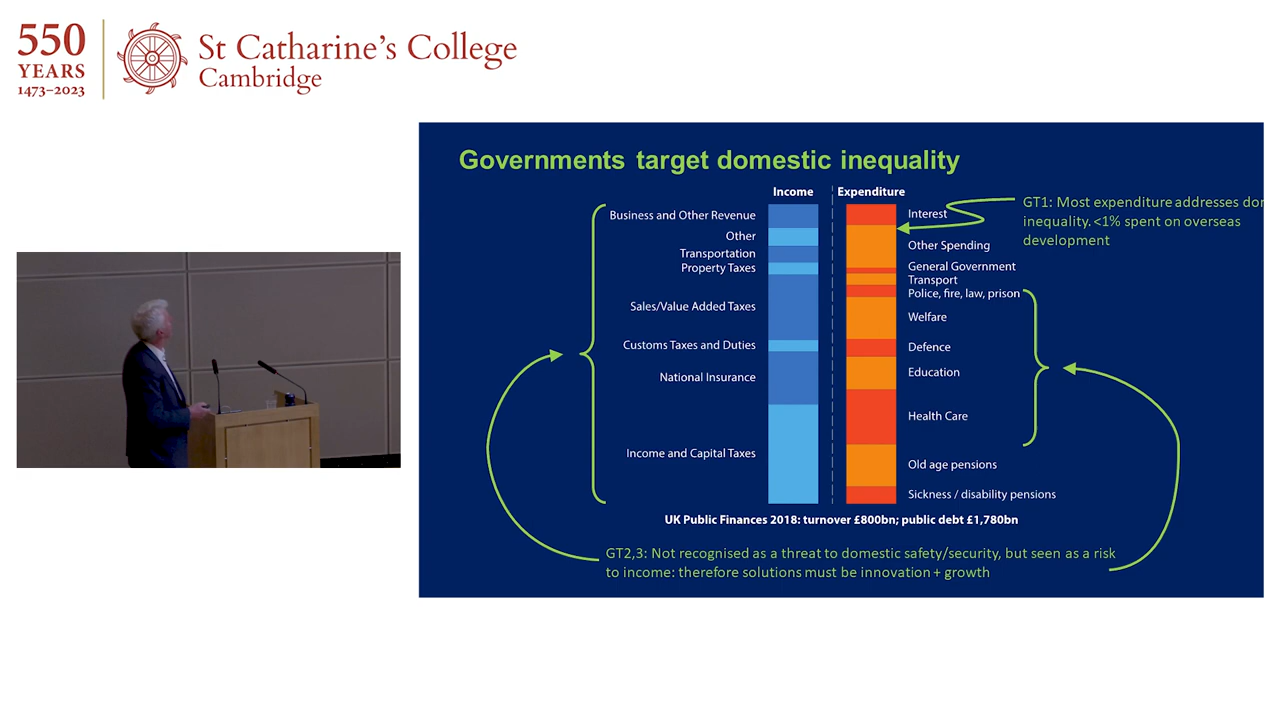 550
YEARS
1473–2023
St Catharine's College
Cambridge
Governments target domestic inequality
Income
Expenditure
Business and Other Revenue
Other
Transportation
Property Taxes
Sales/Value Added Taxes
Customs Taxes and Duties
National Insurance
Income and Capital Taxes
Interest
Other Spending
General Government
Transport
Police, fire, law, prison
Welfare
Defence
Education
Health Care
Old age pensions
Sickness / disability pensions
GT1: Most expenditure addresses
inequality. <1% spent on overseas
development
UK Public Finances 2018: turnover £800bn; public debt £1,780bn
GT2,3: Not recognised as a threat to domestic safety/security, but seen as a risk
to income: therefore solutions must be innovation + growth